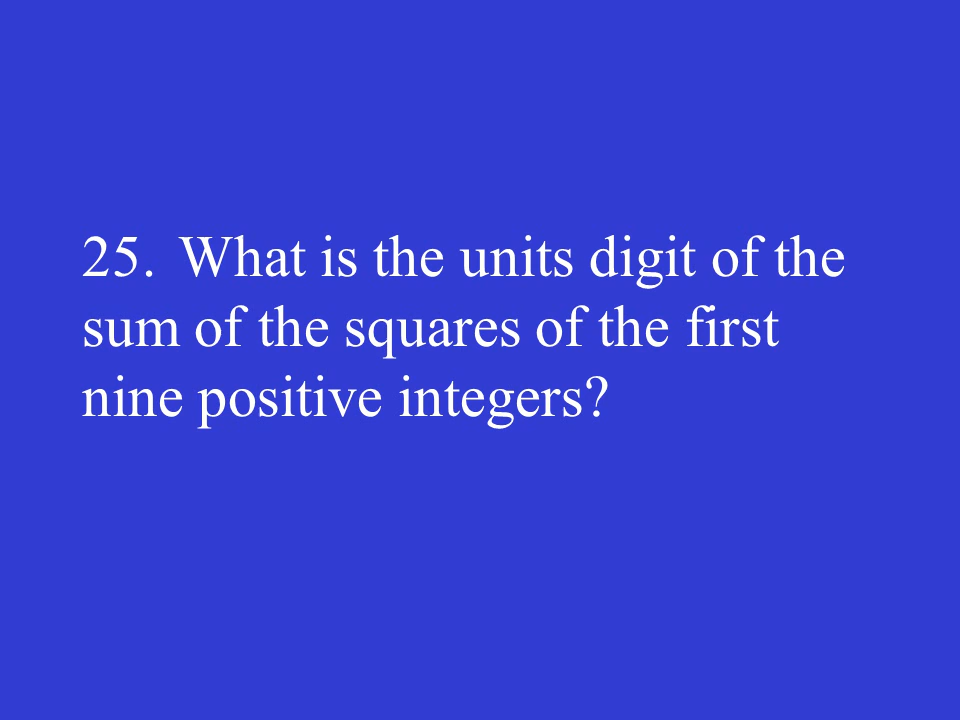 25. What is the units digit of the
sum of the squares of the first
nine positive integers?